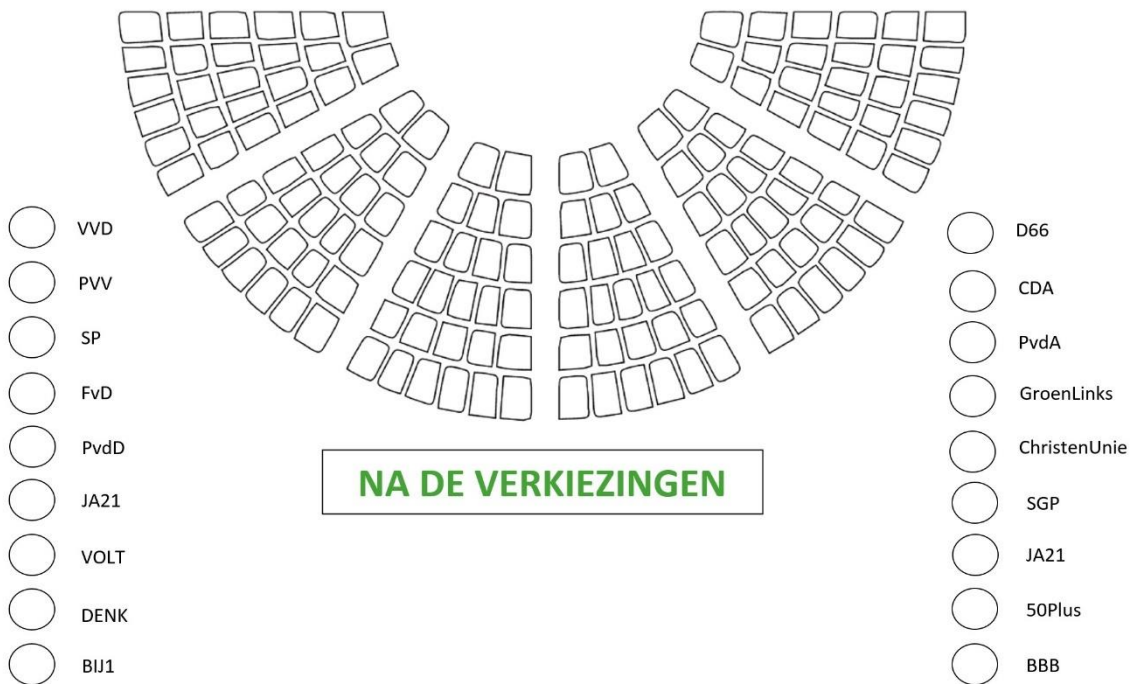 VVD
PVV
SP
FvD
PvdD
JA21
VOLT
DENK
BIJ1
NA DE VERKIEZINGEN
D66
CDA
PvdA
GroenLinks
ChristenUnie
SGP
JA21
50Plus
BBB